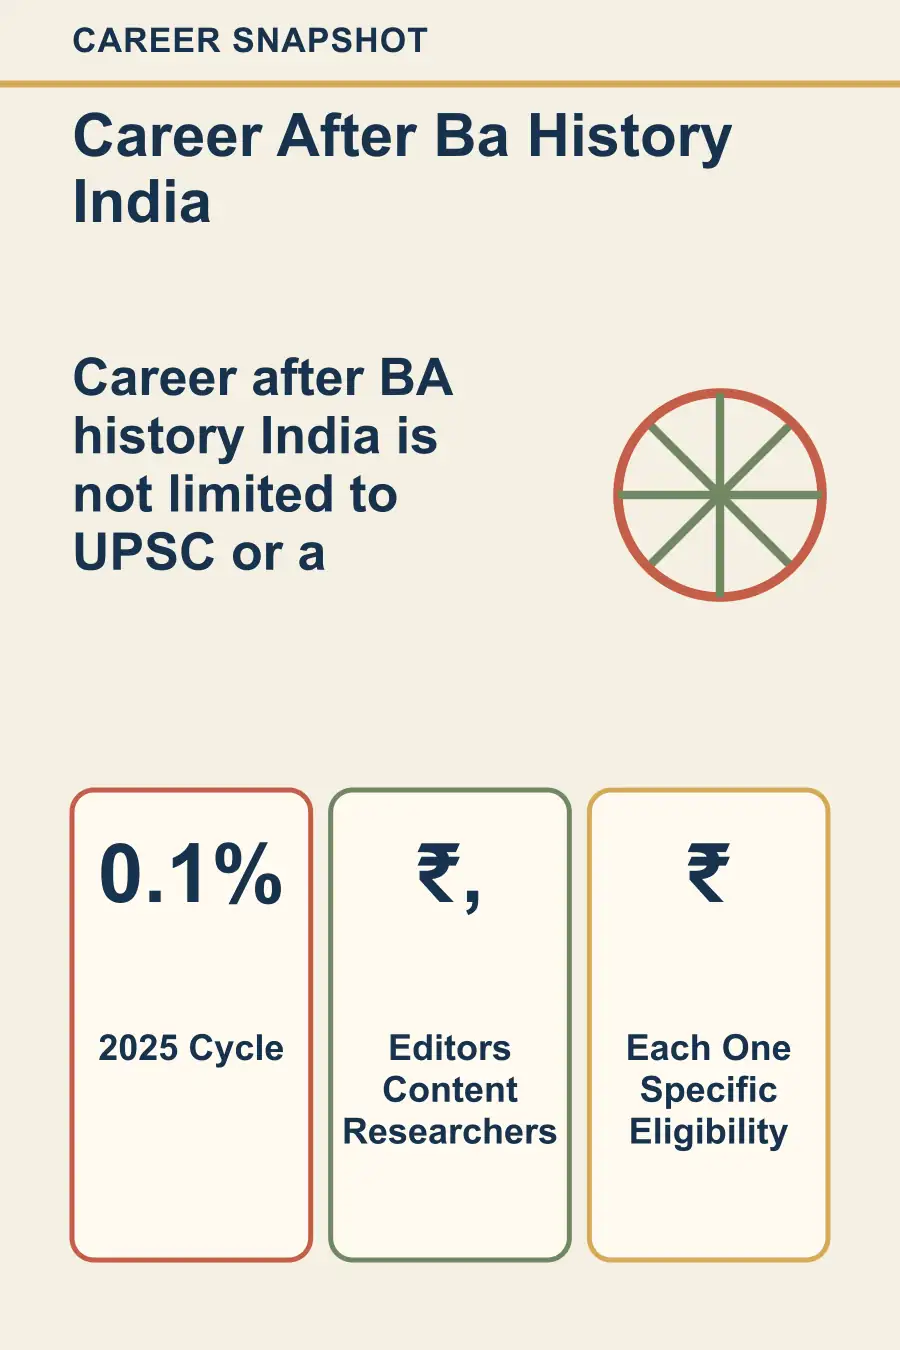 CAREER SNAPSHOT
Career After Ba History
India
Career after BA
history India is
not limited to
UPSC or a
0.1%
2025 Cycle
₹,
Editors
Content
Researchers
₹
Each One
Specific
Eligibility